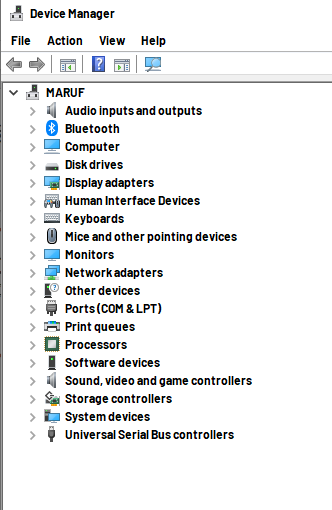 Device Manager
File Action View Help
MARUF
Audio inputs and outputs
Bluetooth
Computer
Disk drives
Display adapters
Human Interface Devices
Keyboards
Mice and other pointing devices
Monitors
Network adapters
Other devices
Ports (COM & LPT)
Print queues
Processors
Software devices
Sound, video and game controllers
Storage controllers
System devices
Universal Serial Bus controllers